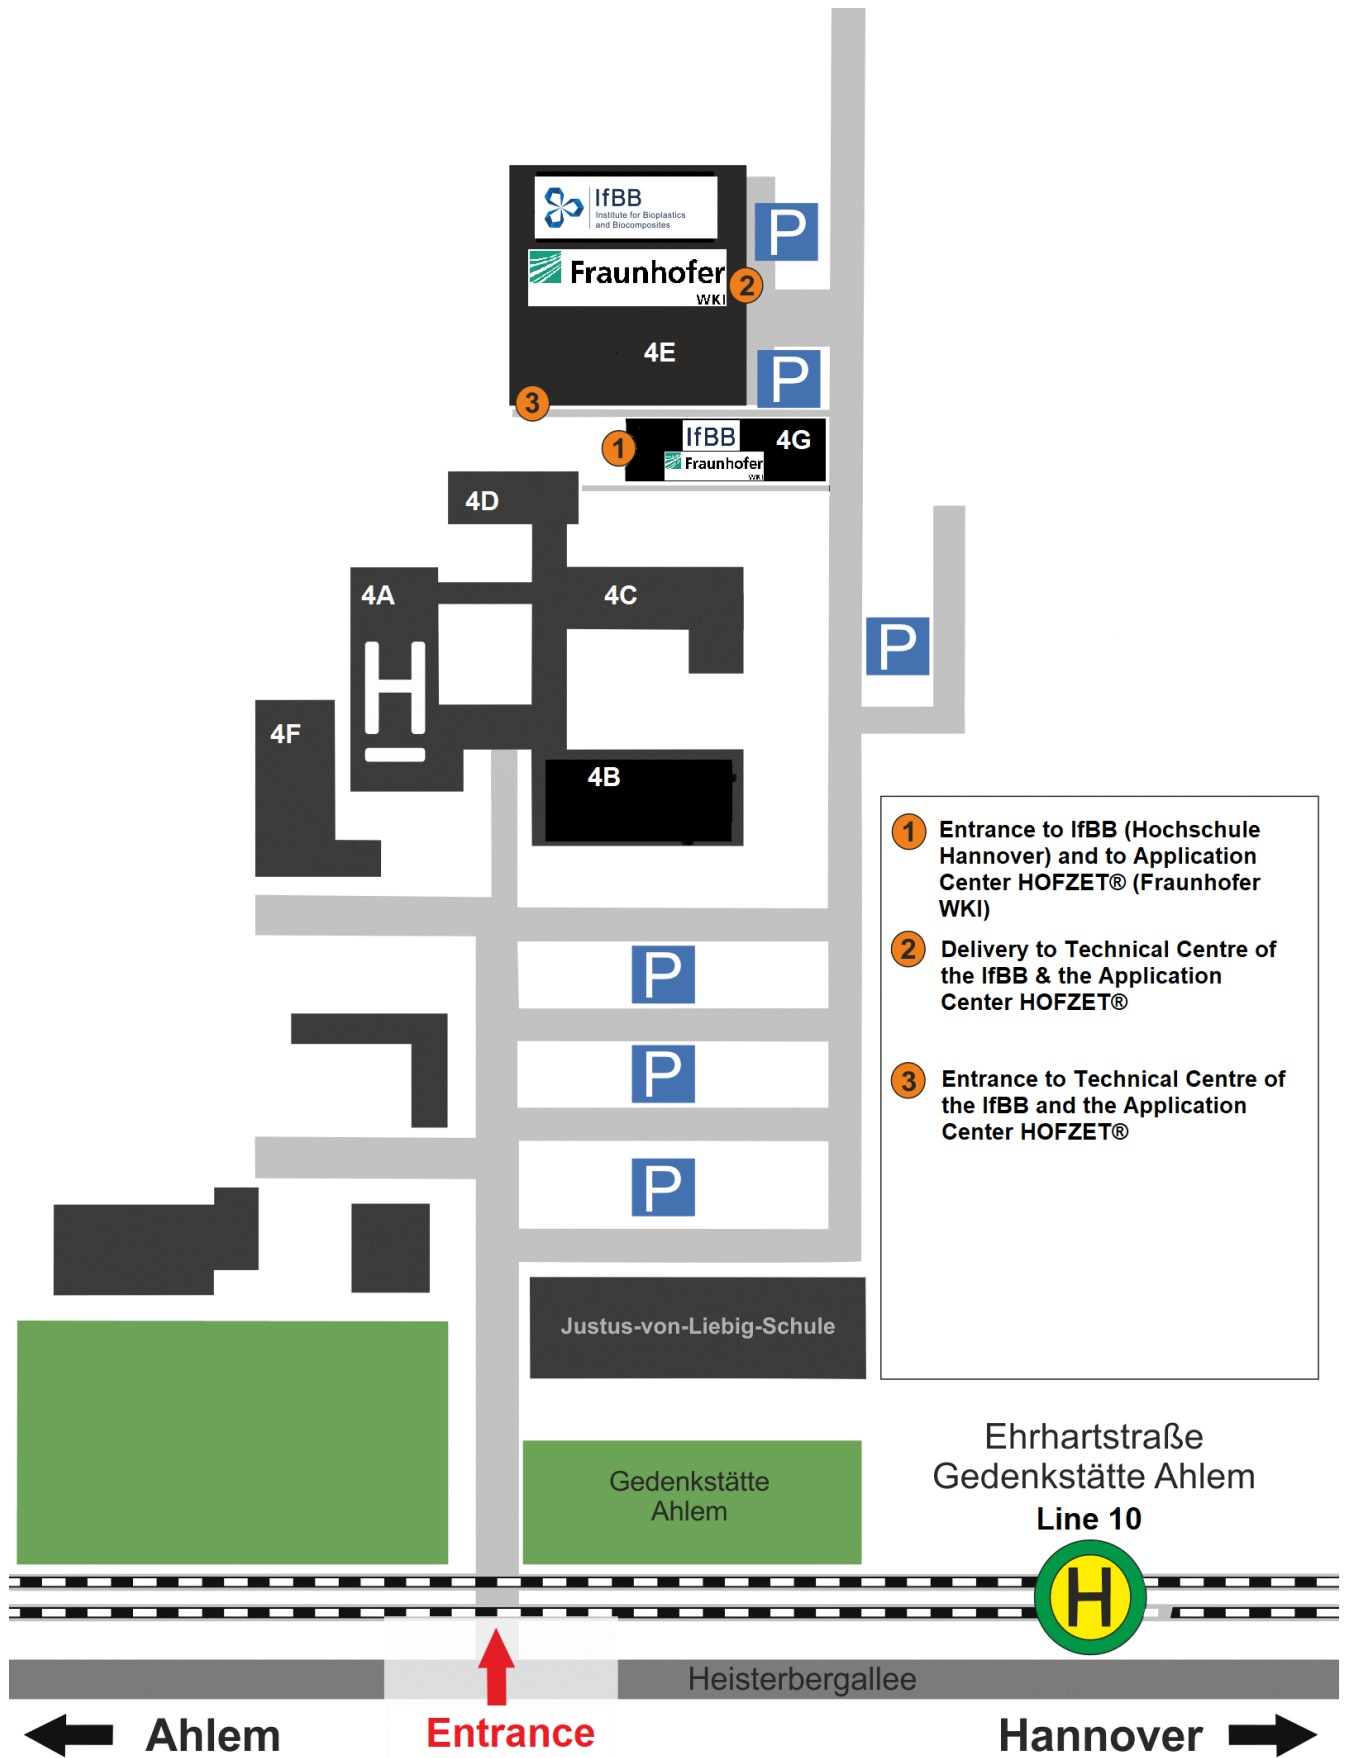 IfBB
Institute for Bioplastics
and Biocomposites
P
Fraunhofer
WKI
2
4E
P
3
1
IfBB
4G
Fraunhofer
WKI
4D
4A
4C
H
P
4F
4B
1
Entrance to IfBB (Hochschule
Hannover) and to Application
Center HOFZET® (Fraunhofer
WKI)
2
Delivery to Technical Centre of
the IfBB & the Application
Center HOFZET®
3
Entrance to Technical Centre of
the IfBB and the Application
Center HOFZET®
P
P
P
Justus-von-Liebig-Schule
Gedenkstätte
Ahlem
Ehrhartstraße
Gedenkstätte Ahlem
Line 10
H
Heisterbergallee
Ahlem
Entrance
Hannover